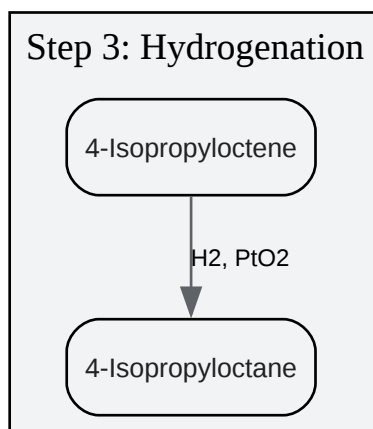 Step 3: Hydrogenation
4-Isopropyloctene
H2, PtO2
4-Isopropyloctane